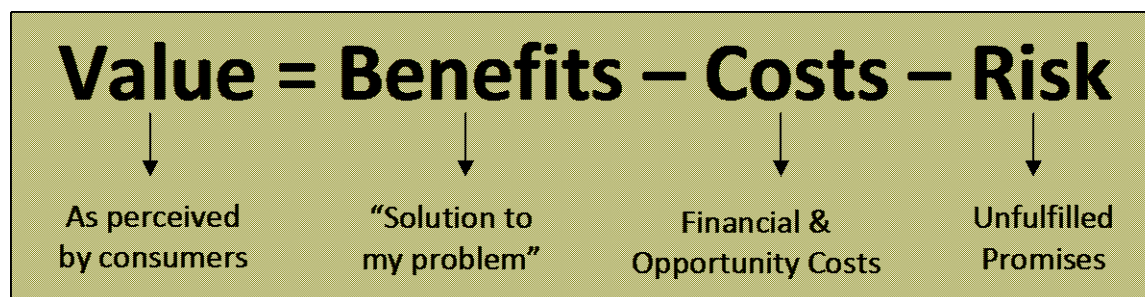 Value = Benefits – Costs – Risk
As perceived
by consumers
“Solution to
my problem”
Financial &
Opportunity Costs
Unfulfilled
Promises